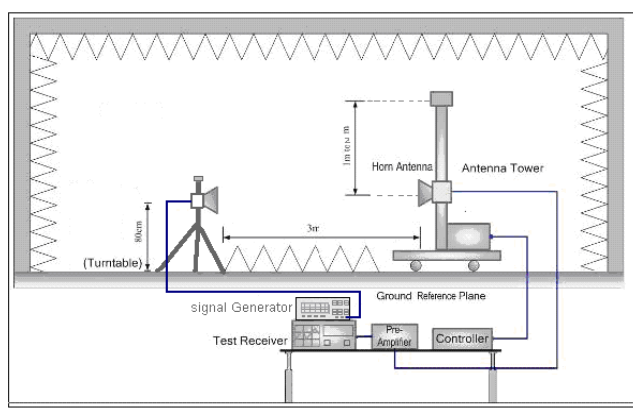 1m to 2 m
Horn Antenna
Antenna Tower
80cm
3m
(Turntable)
Ground Reference Plane
signal Generator
Test Receiver
Pre-
Amplifier
Controller